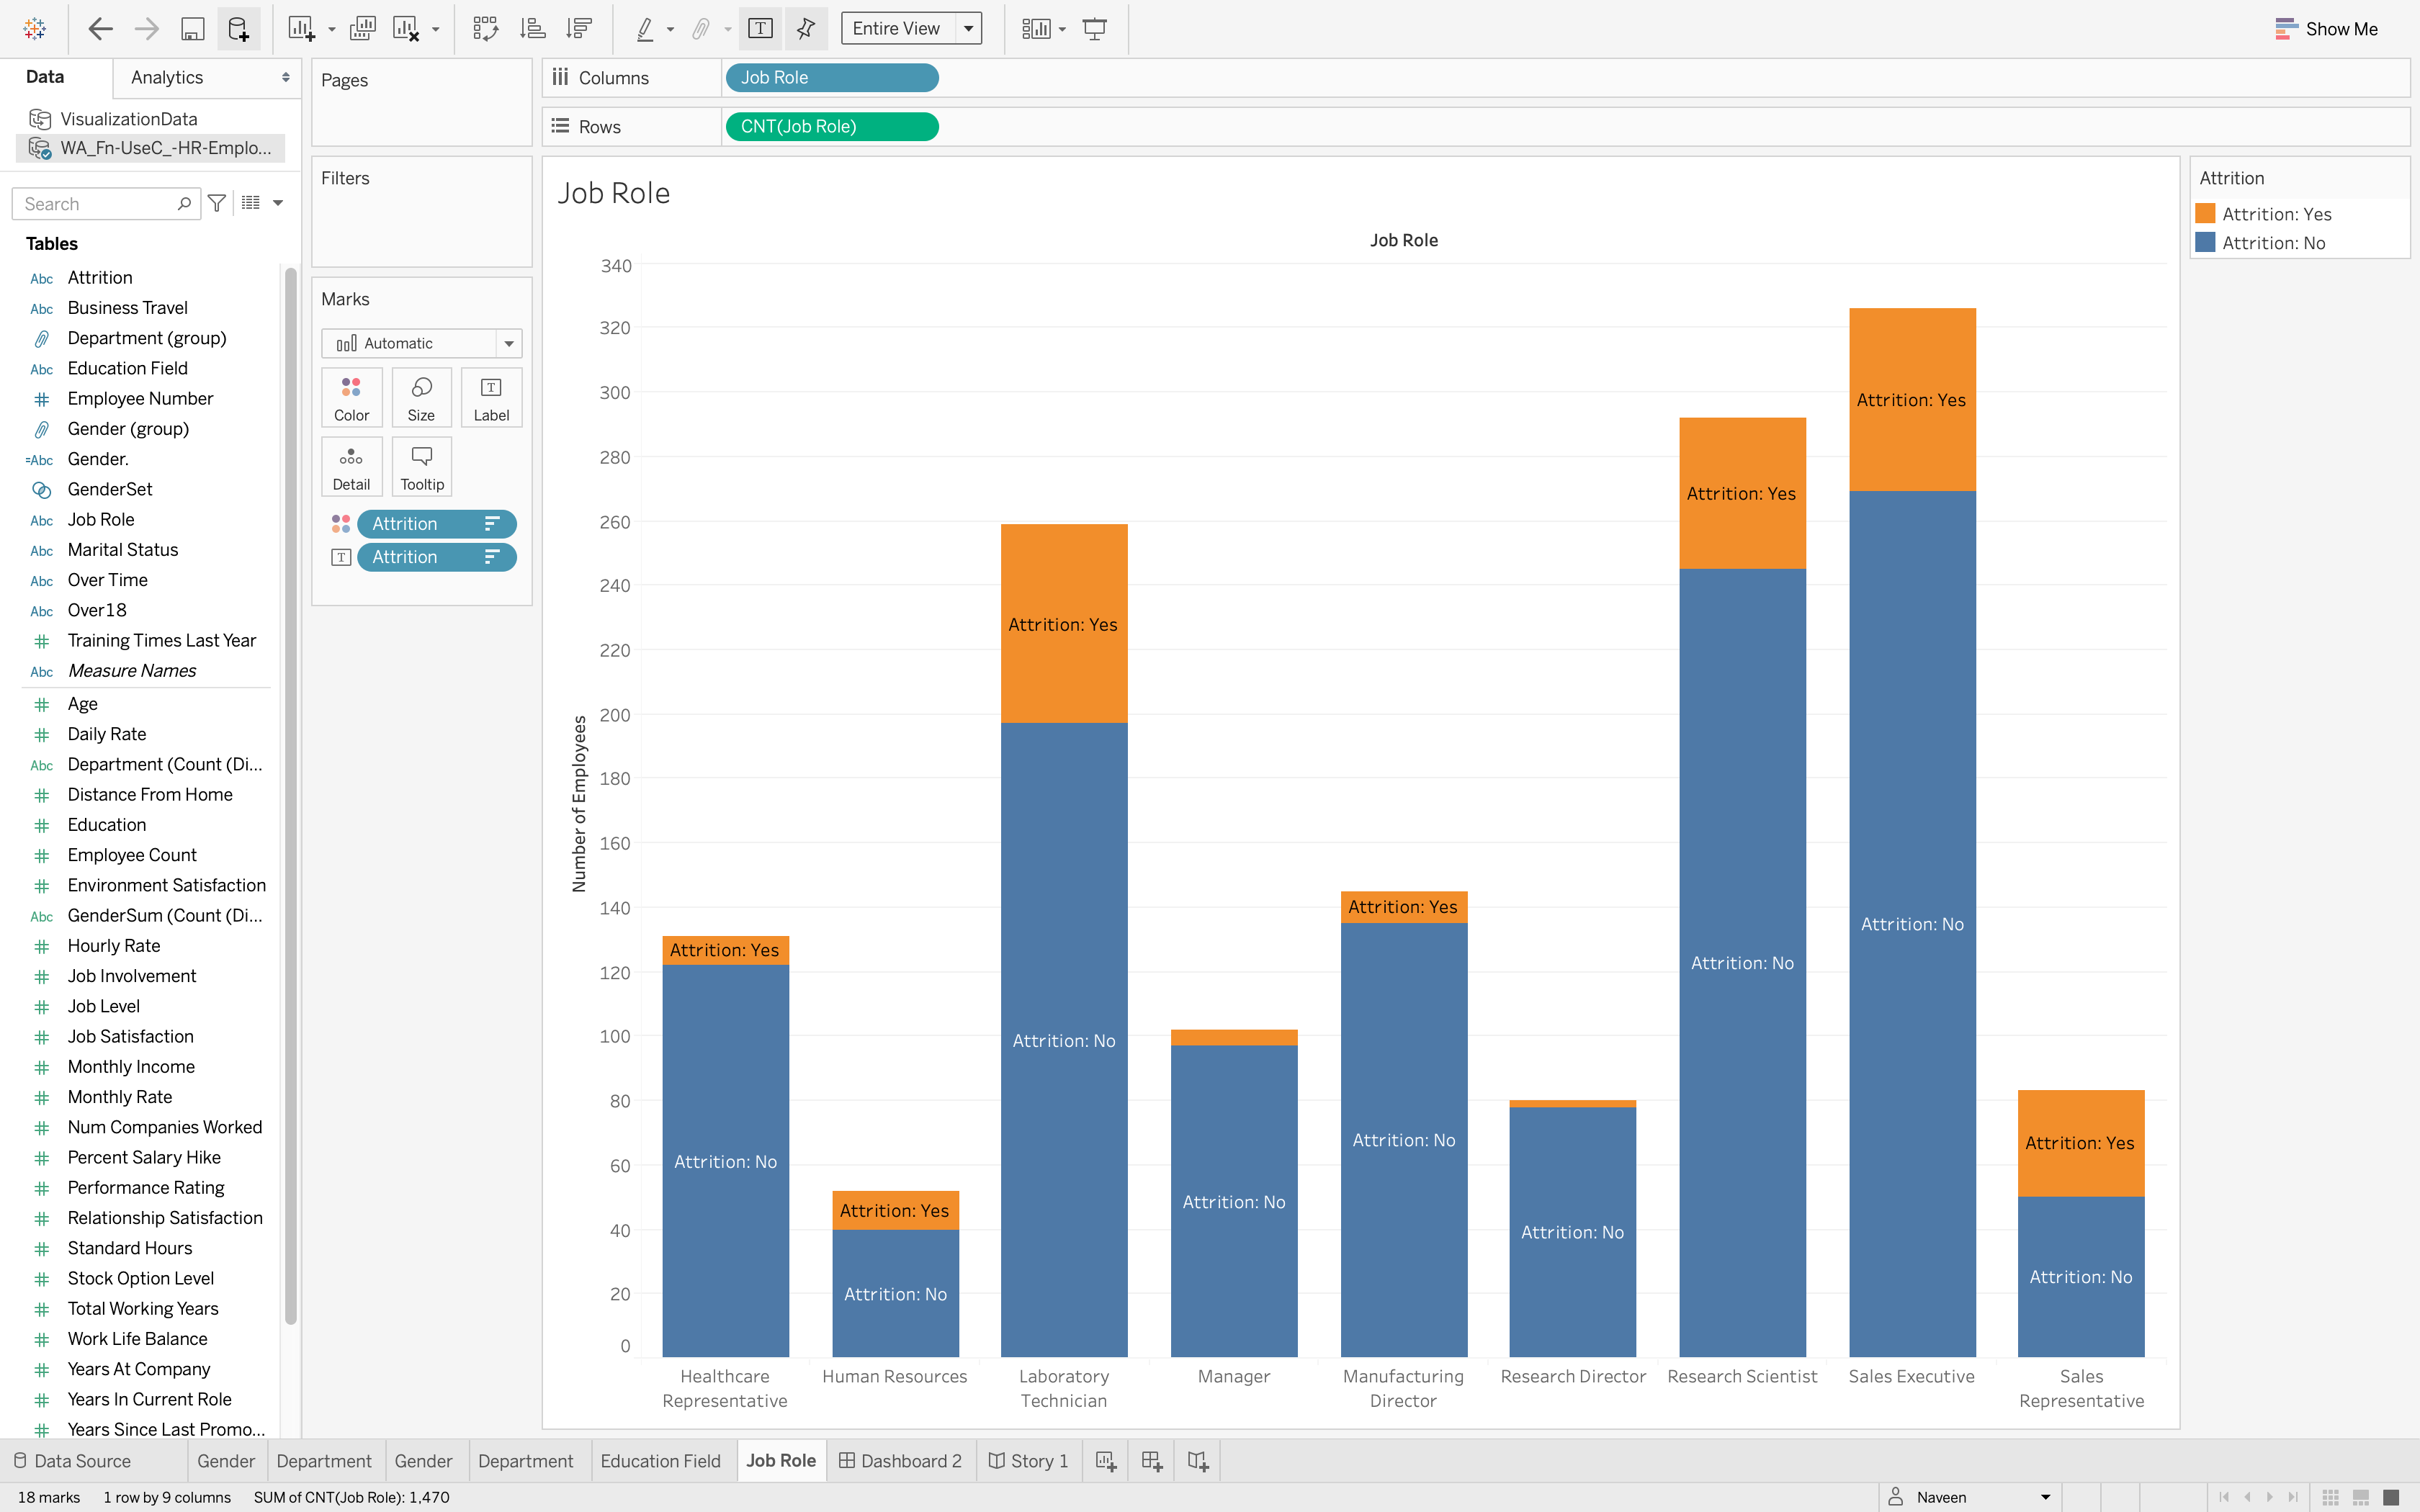 Entire View
Show Me
Data
Analytics
VisualizationData
WA_Fn-UseC_-HR-Emplo...
Search
Tables
Abc Attrition
Abc Business Travel
Department (group)
Abc Education Field
# Employee Number
Gender (group)
=Abc Gender.
GenderSet
Abc Job Role
Abc Marital Status
Abc Over Time
Abc Over18
# Training Times Last Year
Abc Measure Names
# Age
# Daily Rate
Abc Department (Count (Di...
# Distance From Home
# Education
# Employee Count
# Environment Satisfaction
Abc GenderSum (Count (Di...
# Hourly Rate
# Job Involvement
# Job Level
# Job Satisfaction
# Monthly Income
# Monthly Rate
# Num Companies Worked
# Percent Salary Hike
# Performance Rating
# Relationship Satisfaction
# Standard Hours
# Stock Option Level
# Total Working Years
# Work Life Balance
# Years At Company
# Years In Current Role
# Years Since Last Promo...
Pages
Filters
Marks
Automatic
Color
Size
Label
Detail
Tooltip
Attrition
Attrition
Columns
Job Role
Rows
CNT(Job Role)
Job Role
Job Role
Number of Employees
340
320
300
280
260
240
220
200
180
160
140
120
100
80
60
40
20
0
Attrition: Yes
Attrition: No
Attrition: Yes
Attrition: No
Attrition: Yes
Attrition: No
Attrition: No
Attrition: Yes
Attrition: No
Attrition: No
Attrition: Yes
Attrition: No
Attrition: Yes
Attrition: No
Attrition: Yes
Attrition: No
Healthcare
Representative
Human Resources
Laboratory
Technician
Manager
Manufacturing
Director
Research Director
Research Scientist
Sales Executive
Sales
Representative
Attrition
Attrition: Yes
Attrition: No
Data Source
Gender
Department
Gender
Department
Education Field
Job Role
Dashboard 2
Story 1
18 marks
1 row by 9 columns
SUM of CNT(Job Role): 1,470
Naveen